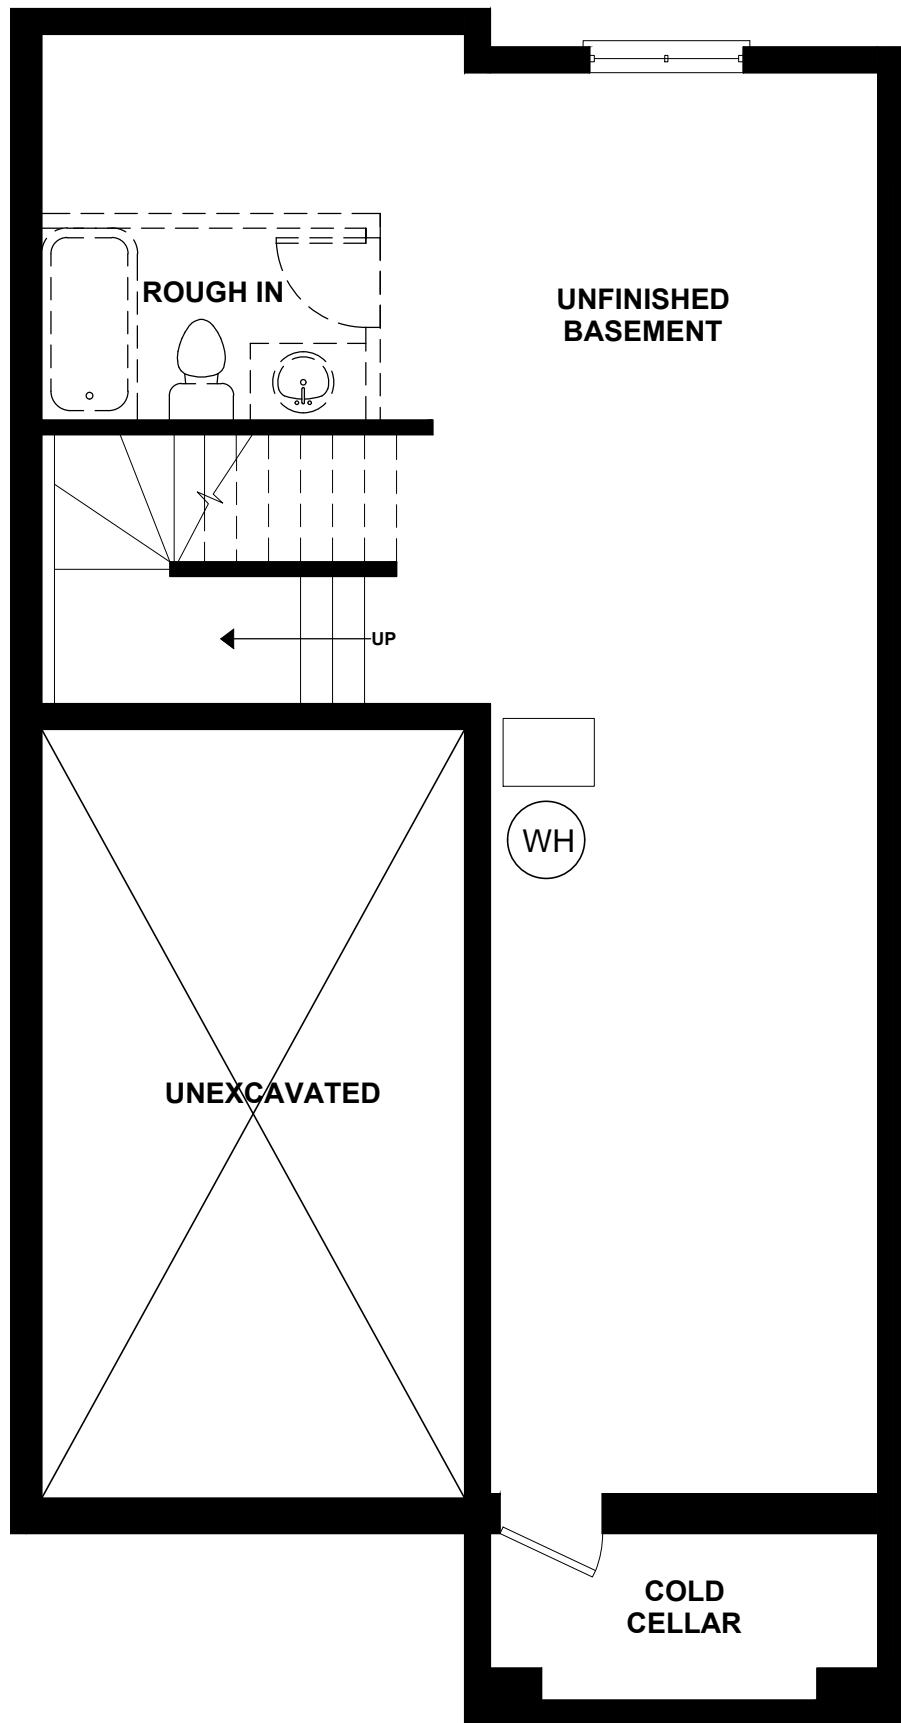 ROUGH IN
UNFINISHED
BASEMENT
UP
WH
UNEXCAVATED
COLD
CELLAR